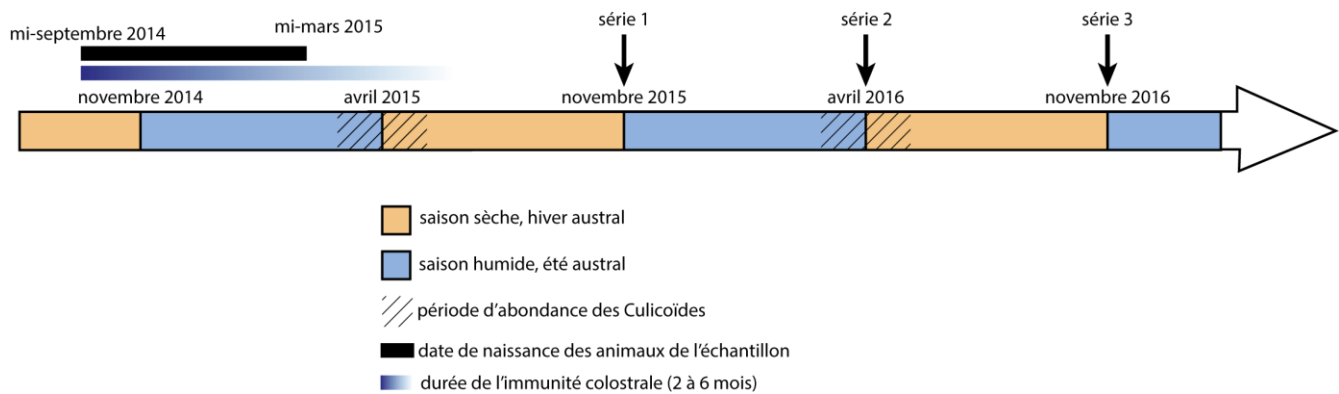 mi-septembre 2014
mi-mars 2015
série 1
série 2
série 3
novembre 2014
avril 2015
novembre 2015
avril 2016
novembre 2016
saison sèche, hiver austral
saison humide, été austral
période d'abondance des Culicoïdes
date de naissance des animaux de l'échantillon
durée de l'immunité colostrale (2 à 6 mois)